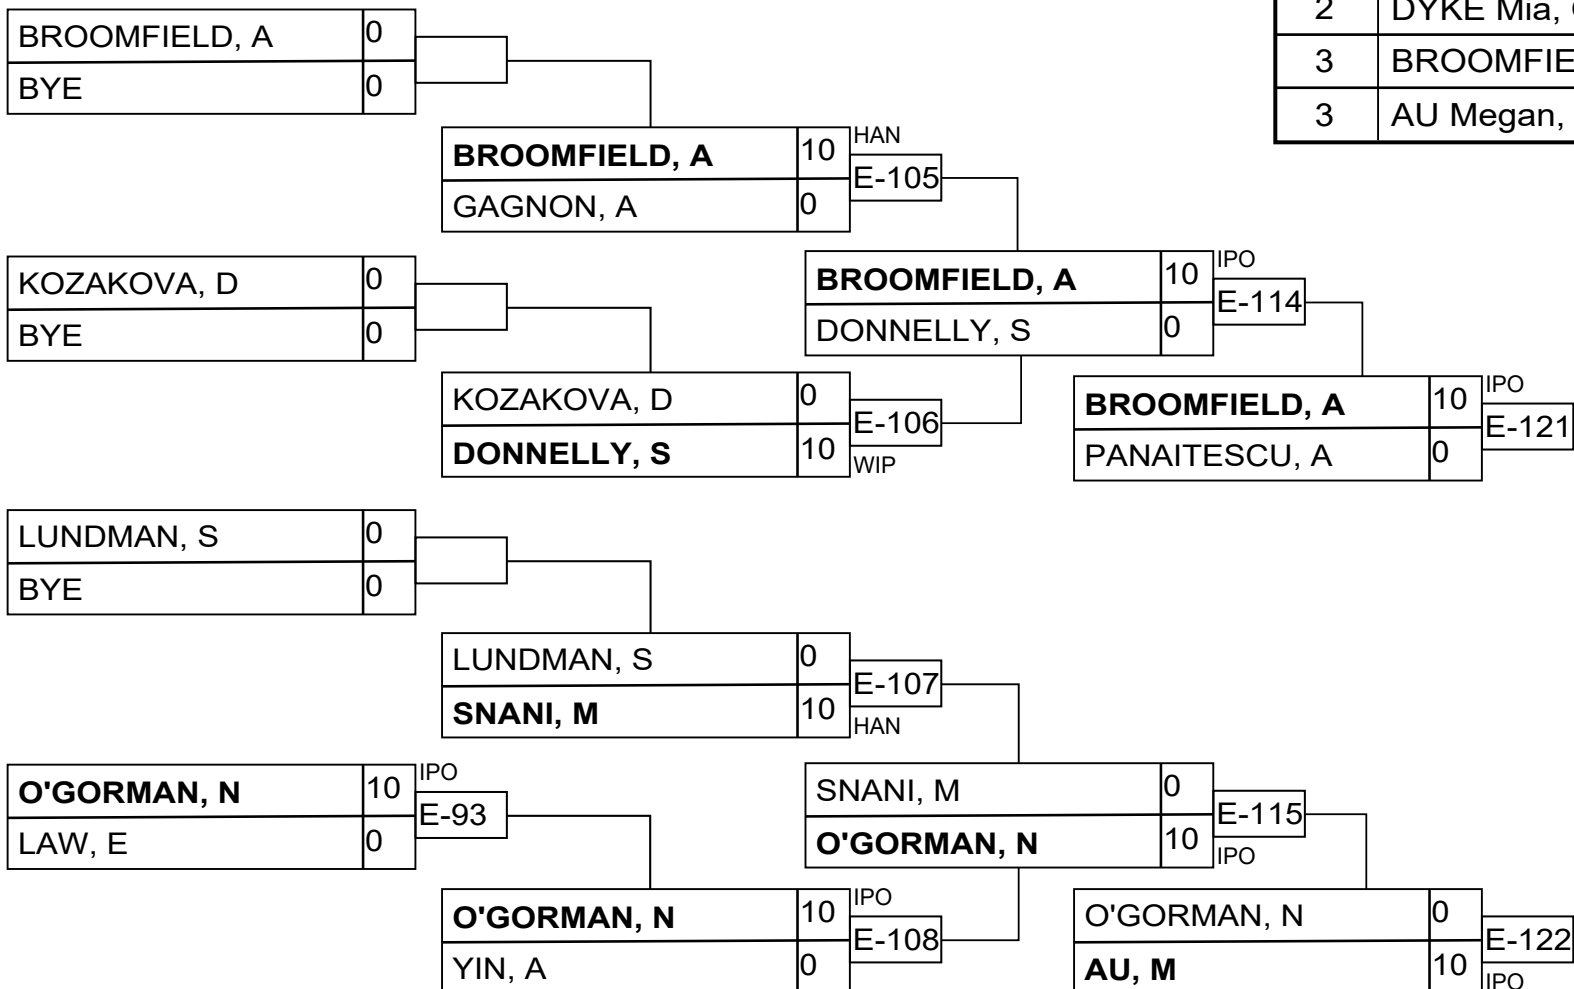 BROOMFIELD, A 0
BYE 0
2 DYKE Mia,
3
3 AU Megan,
BROOMFIELD, A 10 HAN
E-105
GAGNON, A 0
KOZAKOVA, D 0
BYE 0
BROOMFIELD, A 10 IPO
E-114
DONNELLY, S 0
KOZAKOVA, D 0
E-106
DONNELLY, S 10 WIP
BROOMFIELD, A 10 IPO
E-121
PANAITESCU, A 0
LUNDMAN, S 0
BYE 0
LUNDMAN, S 0
E-107
SNANI, M 10 HAN
O'GORMAN, N 10 IPO
E-93
LAW, E 0
SNANI, M 0
E-115
O'GORMAN, N 10 IPO
O'GORMAN, N 10 IPO
E-108
YIN, A 0
O'GORMAN, N 0
E-122
AU, M 10 IPO